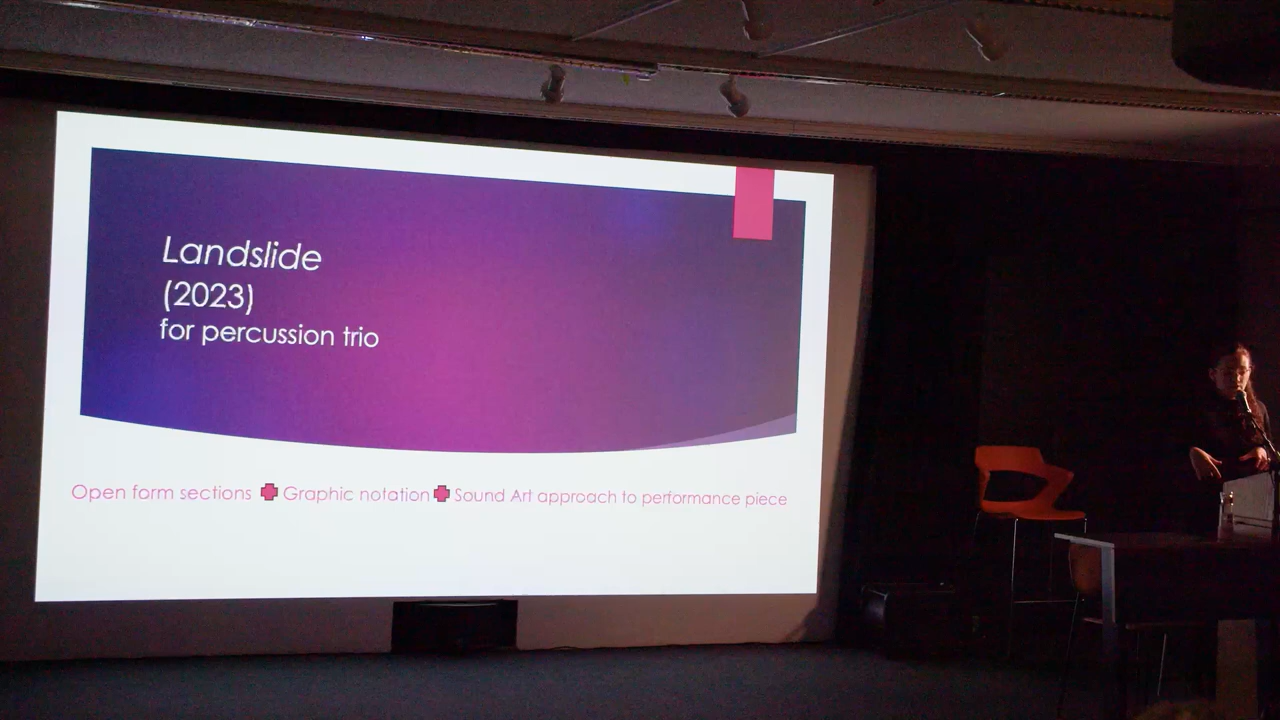 Landslide
(2023)
for percussion trio
Open form sections ✚ Graphic notation ✚ Sound Art approach to performance piece